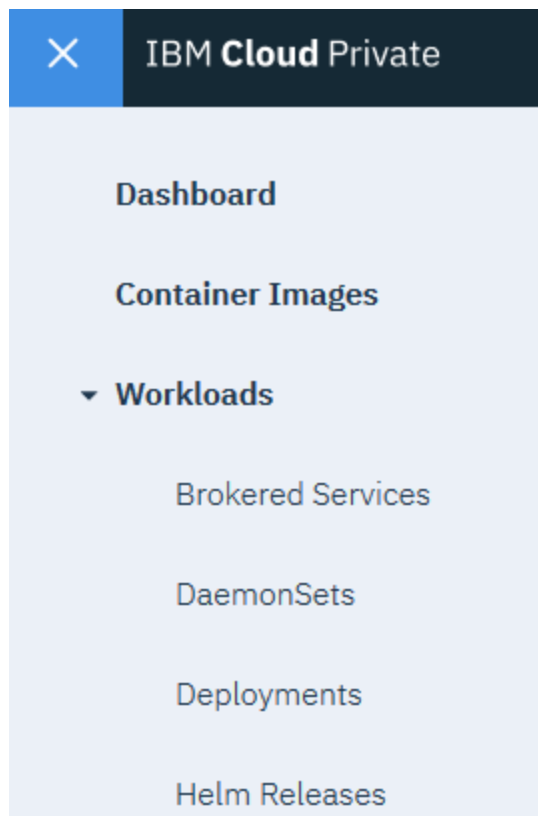 IBM Cloud Private
Dashboard
Container Images
Workloads
Brokered Services
DaemonSets
Deployments
Helm Releases